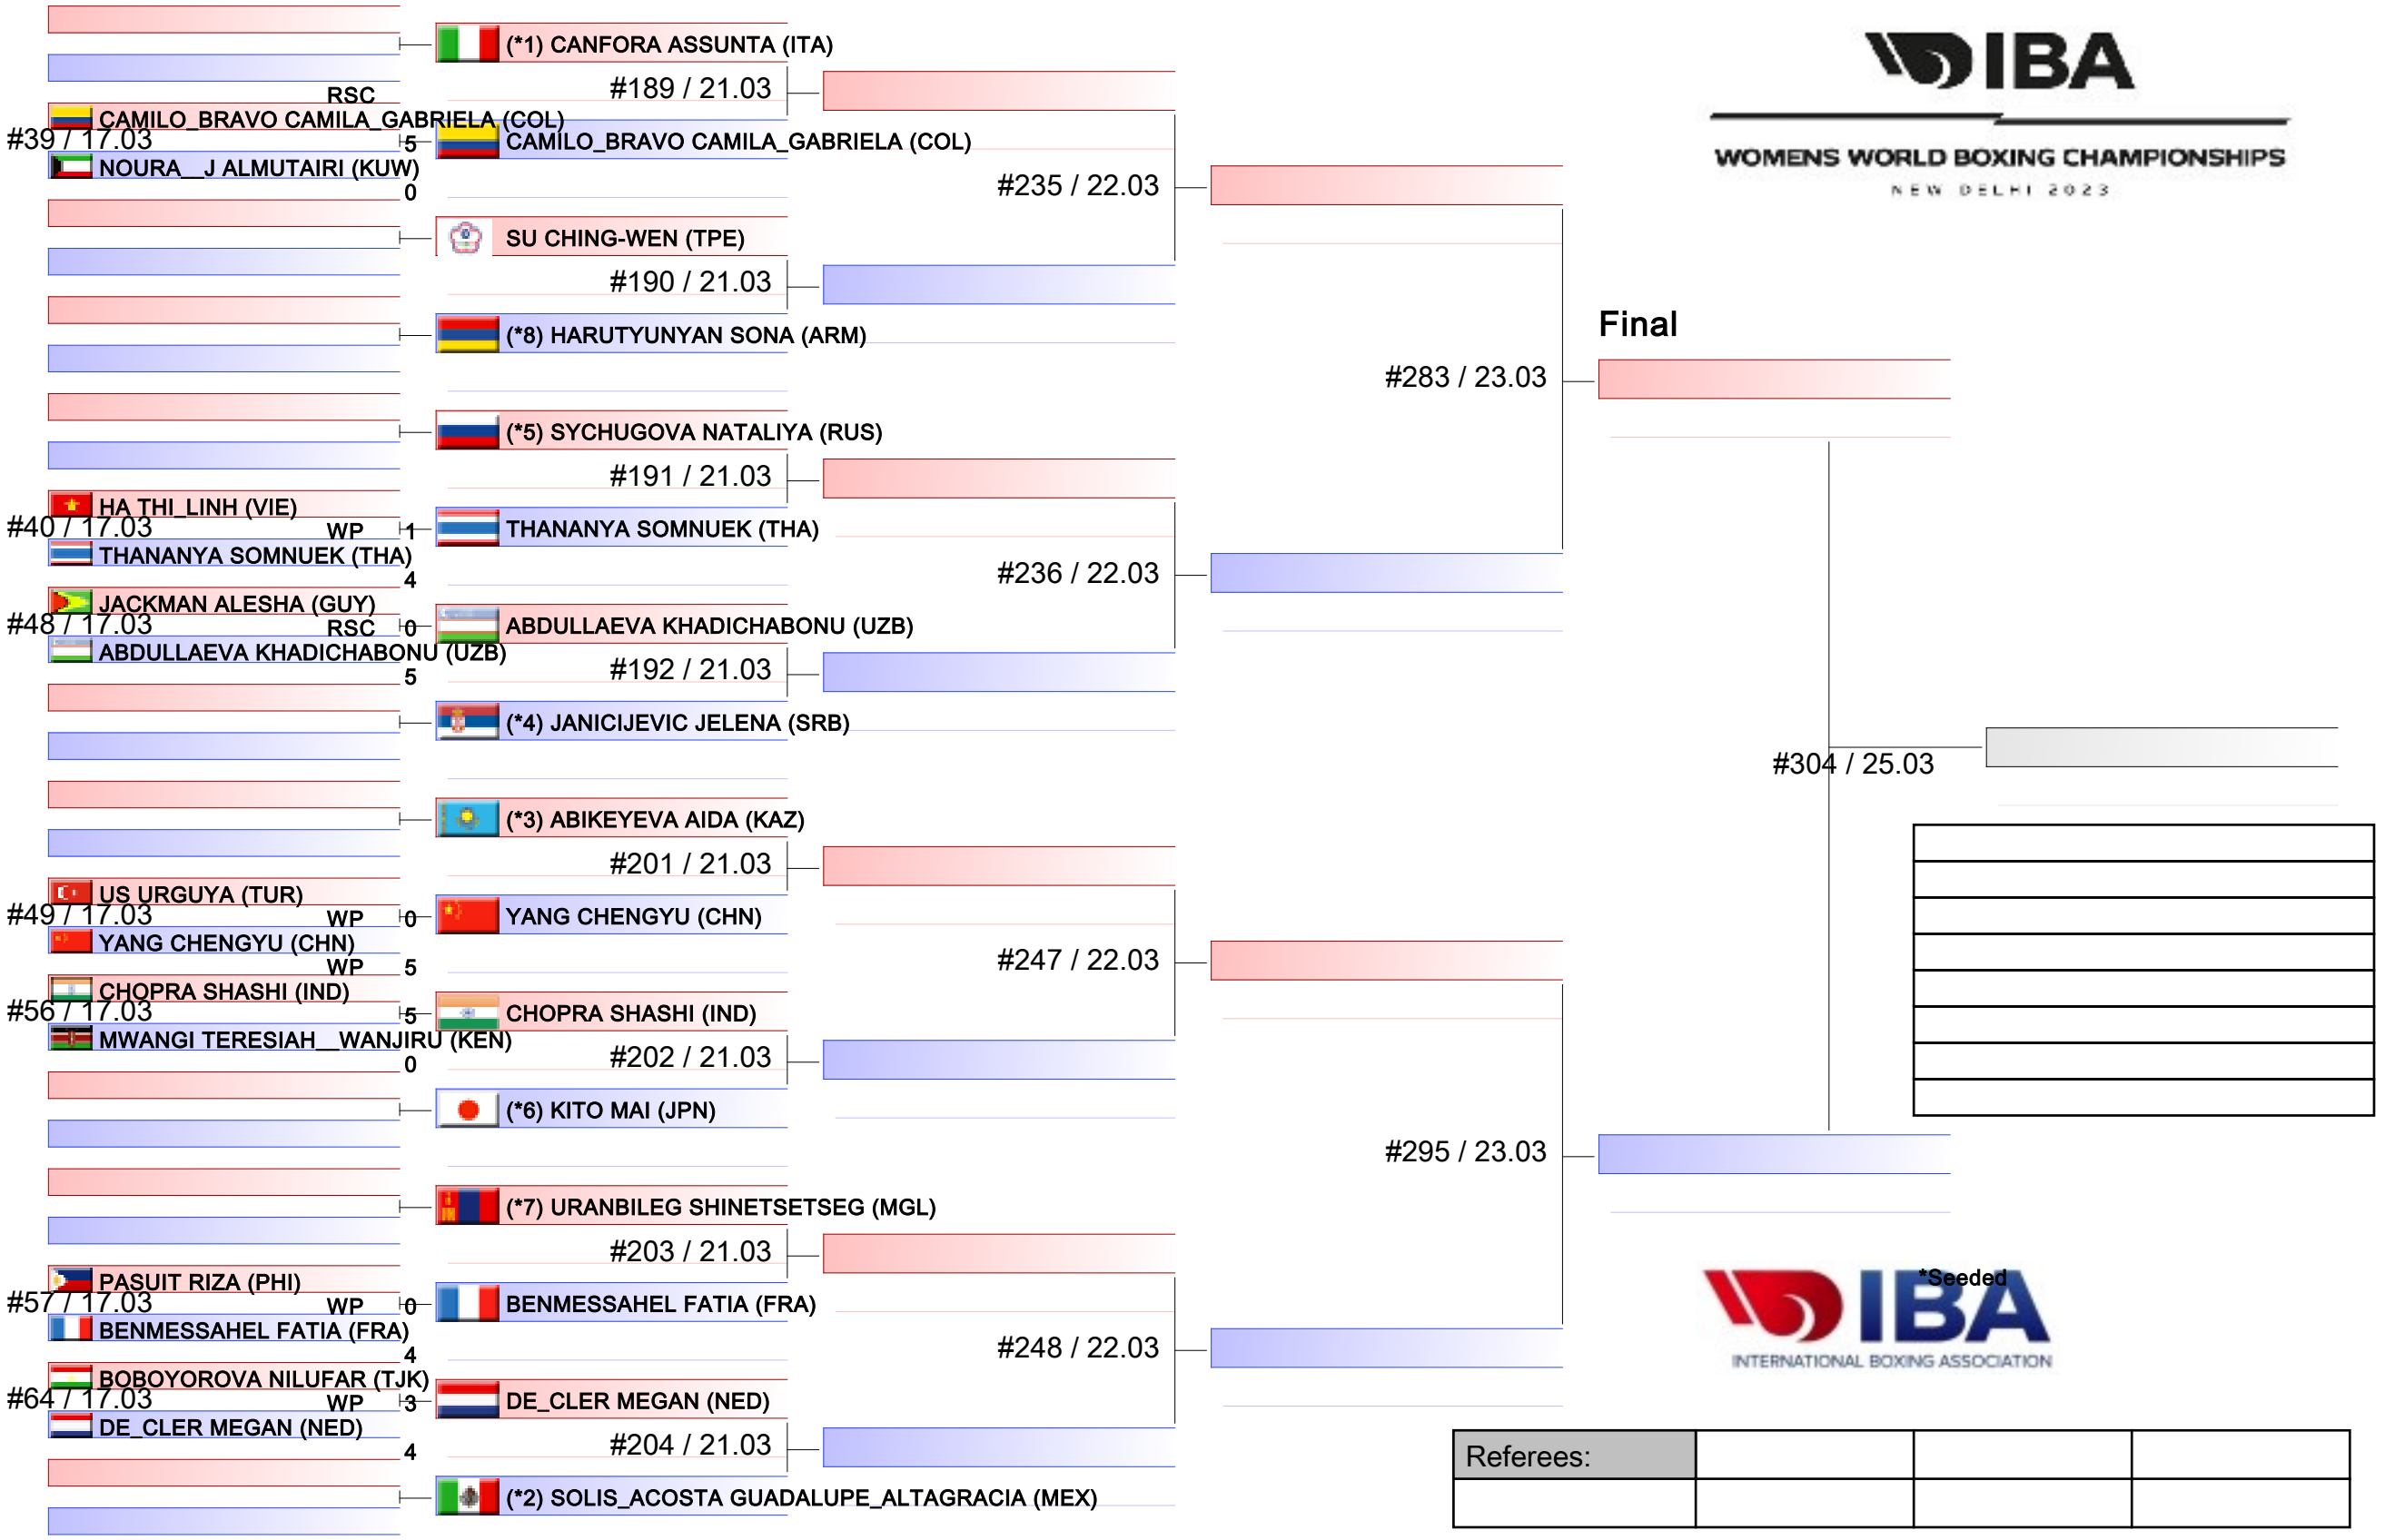 (*1) CANFORA ASSUNTA (ITA)
#189 / 21.03
RSC
CAMILO_BRAVO CAMILA_GABRIELA (COL)
#39 / 17.03
5
CAMILO_BRAVO CAMILA_GABRIELA (COL)
NOURA__J ALMUTAIRI (KUW)
0
#235 / 22.03
SU CHING-WEN (TPE)
#190 / 21.03
(*8) HARUTYUNYAN SONA (ARM)
#283 / 23.03
(*5) SYCHUGOVA NATALIYA (RUS)
#191 / 21.03
HA THI_LINH (VIE)
#40 / 17.03
WP
1
THANANYA SOMNUEK (THA)
THANANYA SOMNUEK (THA)
4
#236 / 22.03
JACKMAN ALESHA (GUY)
#48 / 17.03
RSC
0
ABDULLAEVA KHADICHABONU (UZB)
ABDULLAEVA KHADICHABONU (UZB)
5
#192 / 21.03
(*4) JANICIJEVIC JELENA (SRB)
(*3) ABIKEYEVA AIDA (KAZ)
#201 / 21.03
US URGUYA (TUR)
#49 / 17.03
WP
0
YANG CHENGYU (CHN)
YANG CHENGYU (CHN)
WP
5
#247 / 22.03
CHOPRA SHASHI (IND)
#56 / 17.03
5
CHOPRA SHASHI (IND)
MWANGI TERESIAH__WANJIRU (KEN)
0
#202 / 21.03
(*6) KITO MAI (JPN)
#295 / 23.03
(*7) URANBILEG SHINETSETSEG (MGL)
#203 / 21.03
PASUIT RIZA (PHI)
#57 / 17.03
WP
0
BENMESSAHEL FATIA (FRA)
BENMESSAHEL FATIA (FRA)
4
#248 / 22.03
BOBOYOROVA NILUFAR (TJK)
#64 / 17.03
WP
3
DE_CLER MEGAN (NED)
DE_CLER MEGAN (NED)
4
#204 / 21.03
(*2) SOLIS_ACOSTA GUADALUPE_ALTAGRACIA (MEX)
IBA
WOMENS WORLD BOXING CHAMPIONSHIPS
NEW DELHI 2023
Final
#304 / 25.03
*Seeded
IBA
INTERNATIONAL BOXING ASSOCIATION
Referees: